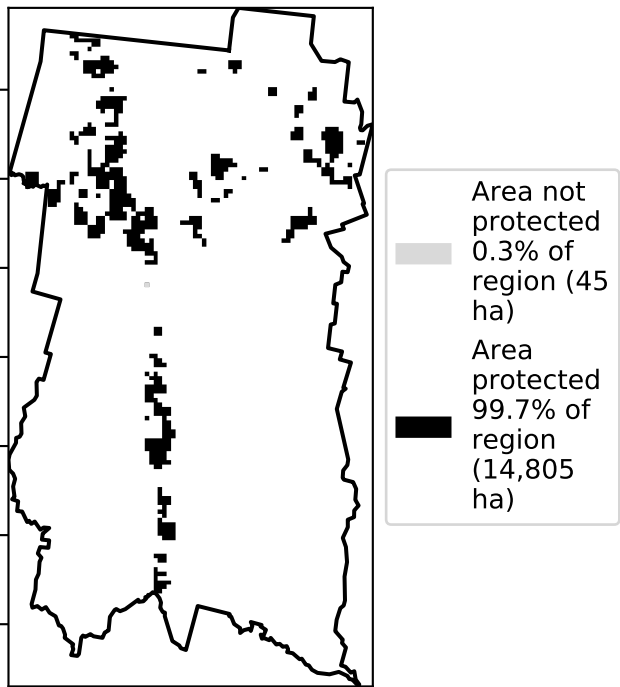 Area not
protected
0.3% of
region (45
ha)
Area
protected
99.7% of
region
(14,805
ha)